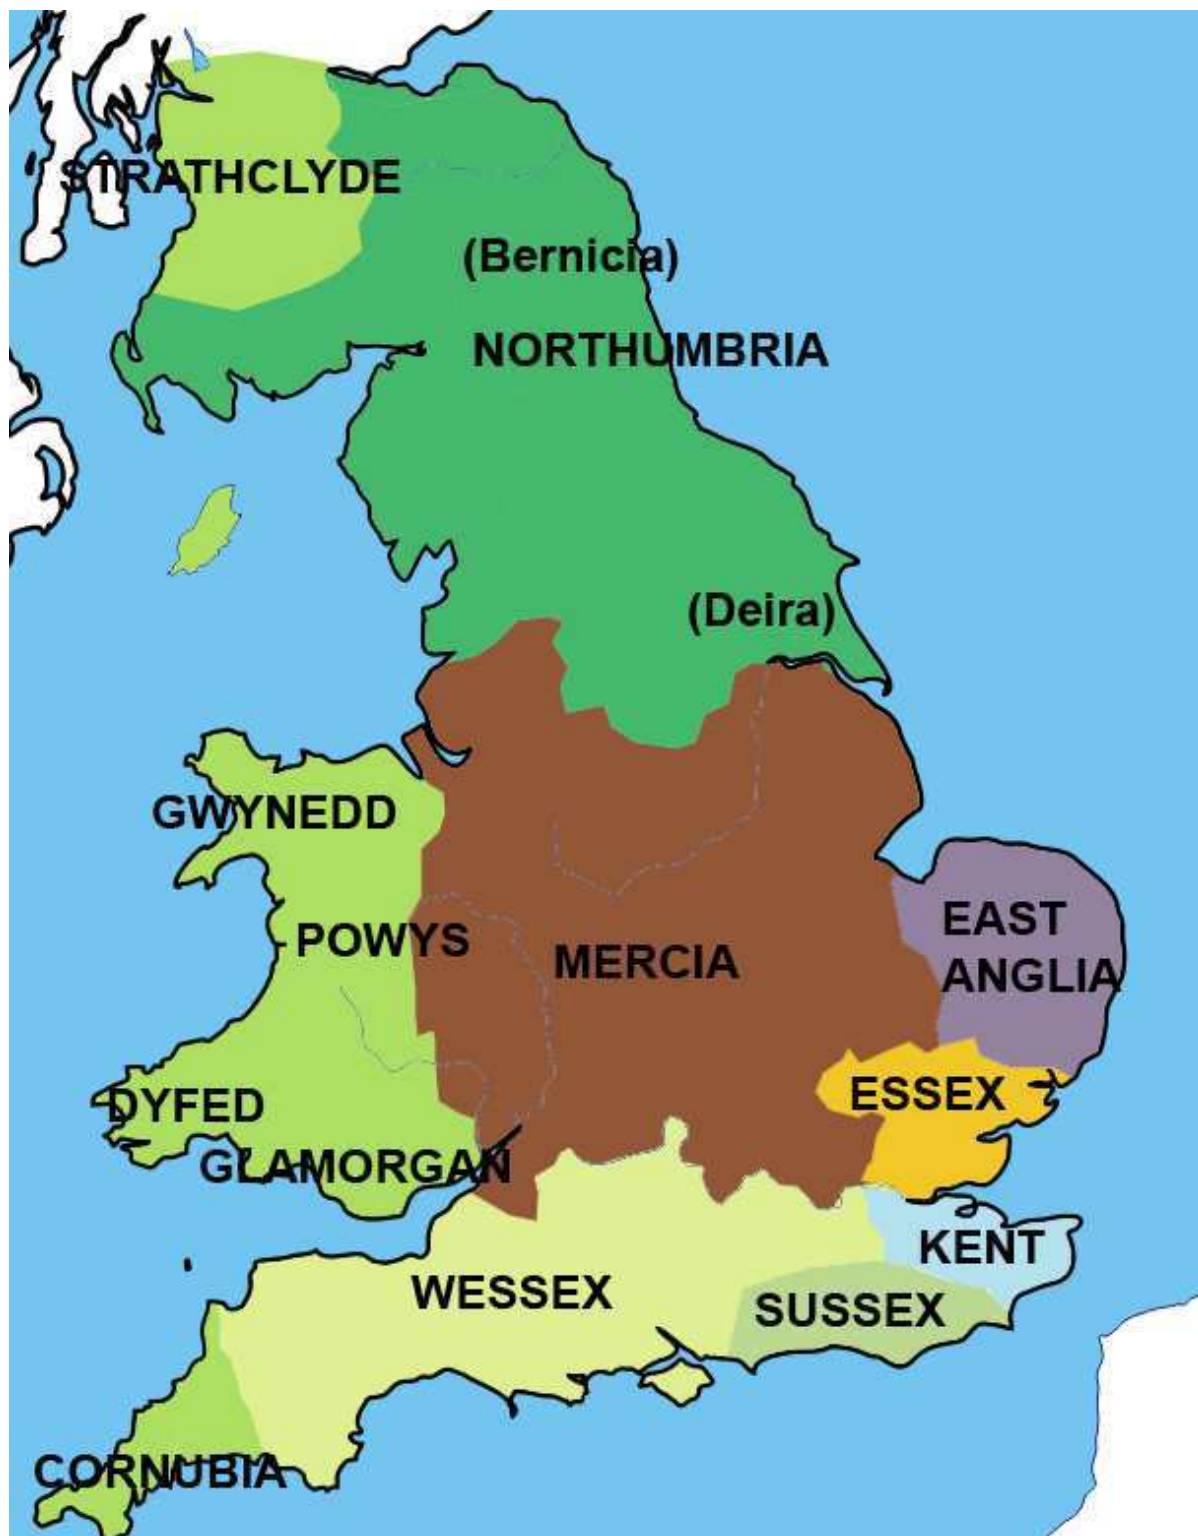 STRATHCLYDE
(Bernicia)
NORTHUMBRIA
(Deira)
GWYNEDD
POWYS
MERCIA
EAST
ANGLIA
DYFED
ESSEX
GLAMORGAN
KENT
WESSEX
SUSSEX
CORNUBIA